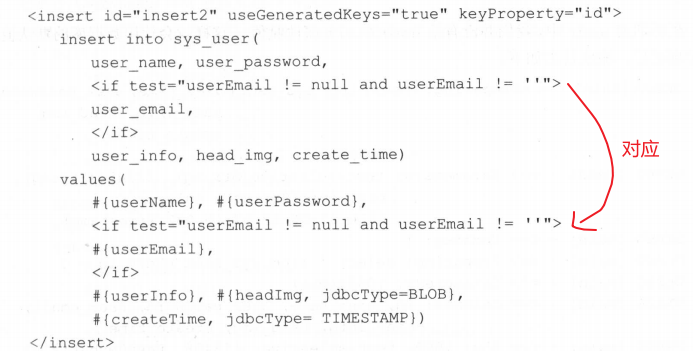 <insert id="insert2" useGeneratedKeys="true" keyProperty="id">
insert into sys_user(
user_name, user_password,
<if test="userEmail != null and userEmail != ''">
user_email,
</if>
user_info, head_img, create_time)
values(
#{userName}, #{userPassword},
<if test="userEmail != null and userEmail != ''">
#{userEmail},
</if>
#{userInfo}, #{headImg, jdbcType=BLOB},
#{createTime, jdbcType= TIMESTAMP})
</insert>
对应